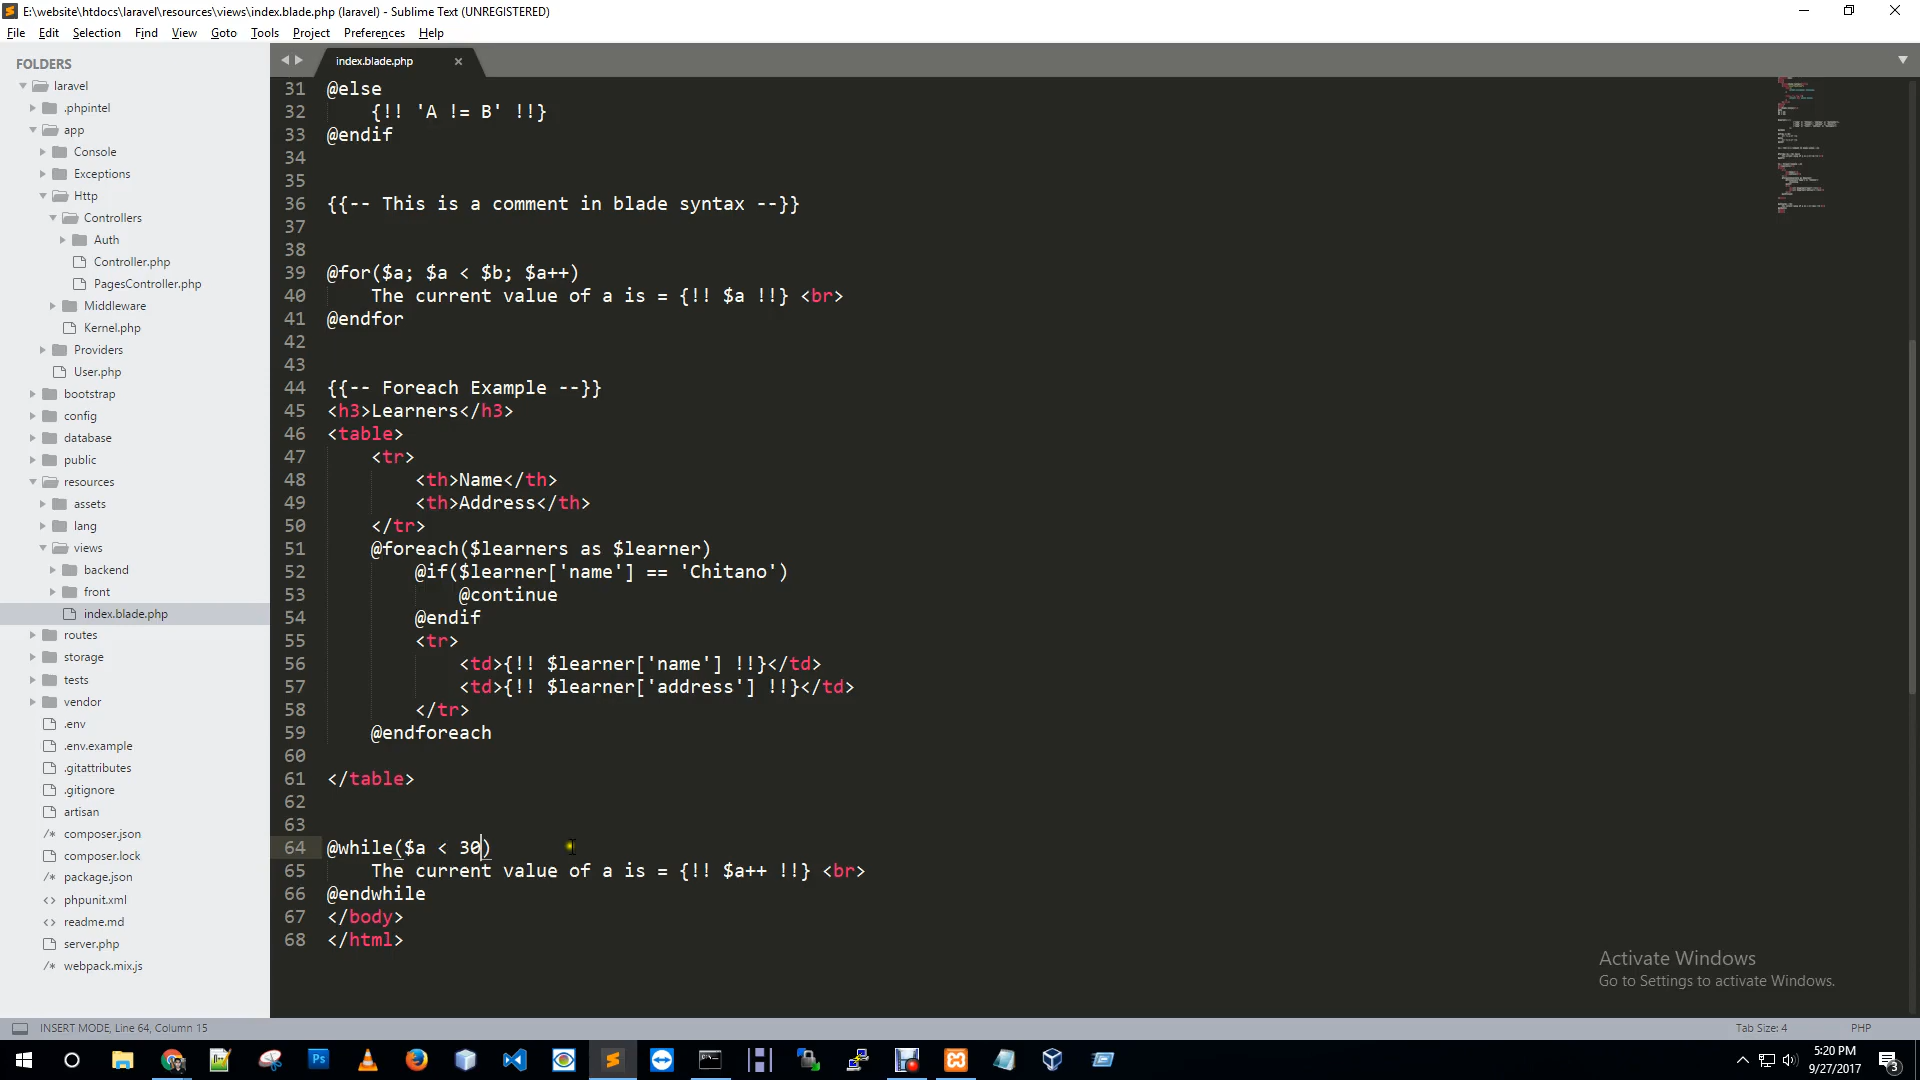 E:\website\htdocs\laravel\resources\views\index.blade.php (laravel) - Sublime Text (UNREGISTERED)
File Edit Selection Find View Goto Tools Project Preferences Help
FOLDERS
laravel
.phpintel
app
Console
Exceptions
Http
Controllers
Auth
Controller.php
PagesController.php
Middleware
Kernel.php
Providers
User.php
bootstrap
config
database
public
resources
assets
lang
views
backend
front
index.blade.php
routes
storage
tests
vendor
.env
.env.example
.gitattributes
.gitignore
artisan
/* composer.json
composer.lock
/* package.json
<> phpunit.xml
<> readme.md
server.php
/* webpack.mix.js
index.blade.php
31 @else
32 {!! 'A != B' !!}
33 @endif
34
35
36 {{-- This is a comment in blade syntax --}}
37
38
39 @for($a; $a < $b; $a++)
40 The current value of a is = {!! $a !!} <br>
41 @endfor
42
43
44 {{-- Foreach Example --}}
45 <h3>Learners</h3>
46 <table>
47 <tr>
48 <th>Name</th>
49 <th>Address</th>
50 </tr>
51 @foreach($learners as $learner)
52 @if($learner['name'] == 'Chitano')
53 @continue
54 @endif
55 <tr>
56 <td>{!! $learner['name'] !!}</td>
57 <td>{!! $learner['address'] !!}</td>
58 </tr>
59 @endforeach
60
61 </table>
62
63
64 @while($a < 30)
65 The current value of a is = {!! $a++ !!} <br>
66 @endwhile
67 </body>
68 </html>
Activate Windows
Go to Settings to activate Windows.
INSERT MODE, Line 64, Column 15
Tab Size: 4
PHP
5:20 PM
9/27/2017
3